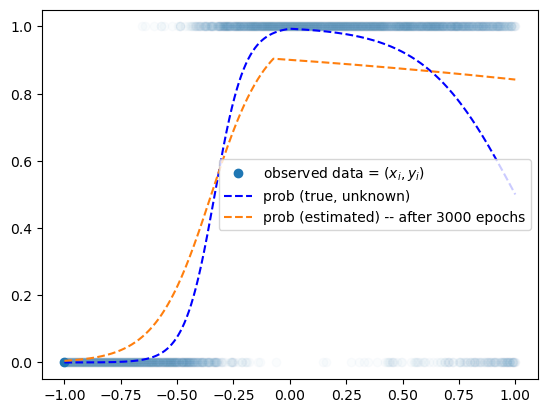 1.0
0.8
0.6
0.4
0.2
0.0
observed data = (xᵢ, yᵢ)
prob (true, unknown)
prob (estimated) -- after 3000 epochs
−1.00 −0.75 −0.50 −0.25 0.00 0.25 0.50 0.75 1.00